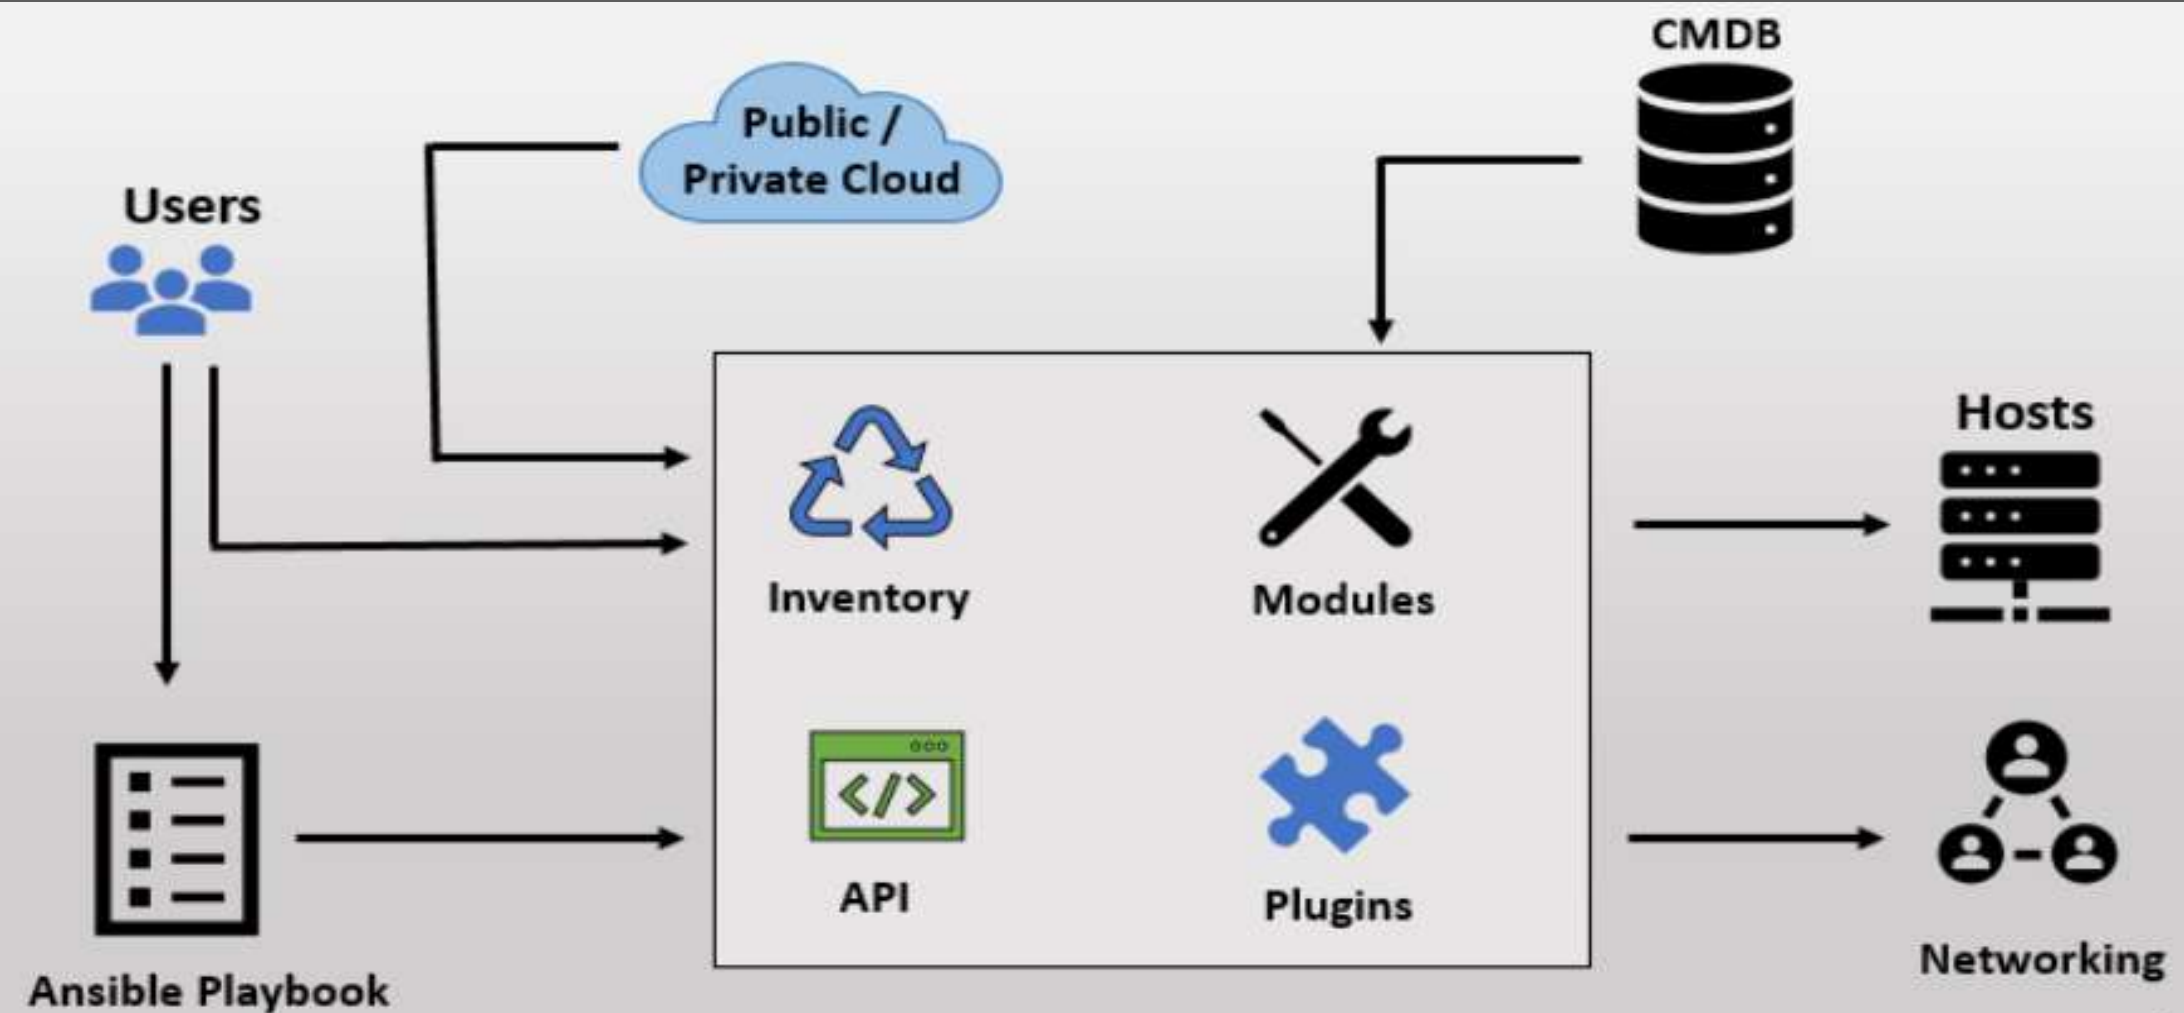 CMDB
Public /
Private Cloud
Users
Hosts
Inventory
Modules
</>
API
Plugins
Networking
Ansible Playbook